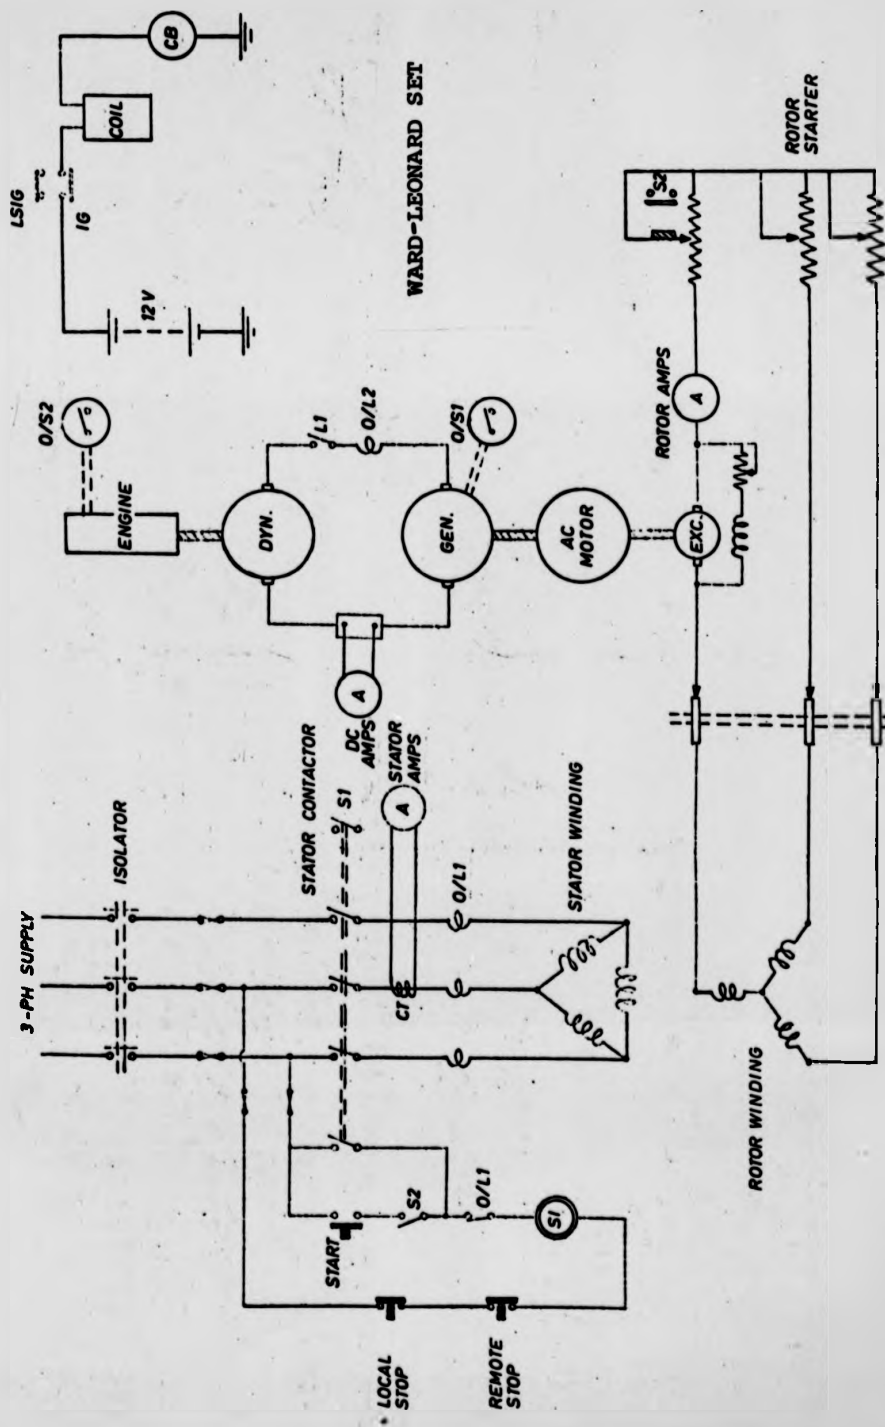 3-PH SUPPLY
ISOLATOR
STATOR CONTACTOR
S1
DC
AMPS
STATOR
AMPS
A
A
CT
O/L1
STATOR WINDING
START
S2
O/L1
S1
LOCAL
STOP
REMOTE
STOP
ROTOR WINDING
O/S2
ENGINE
DYN.
L1
O/L2
GEN.
O/S1
AC
MOTOR
EXC.
ROTOR AMPS
A
S2
ROTOR
STARTER
LSIG
IG
12V
COIL
CB
WARD-LEONARD SET